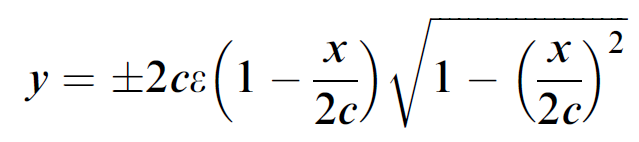 y = ±2cε(1 − x/2c)√(1 − (x/2c)²)